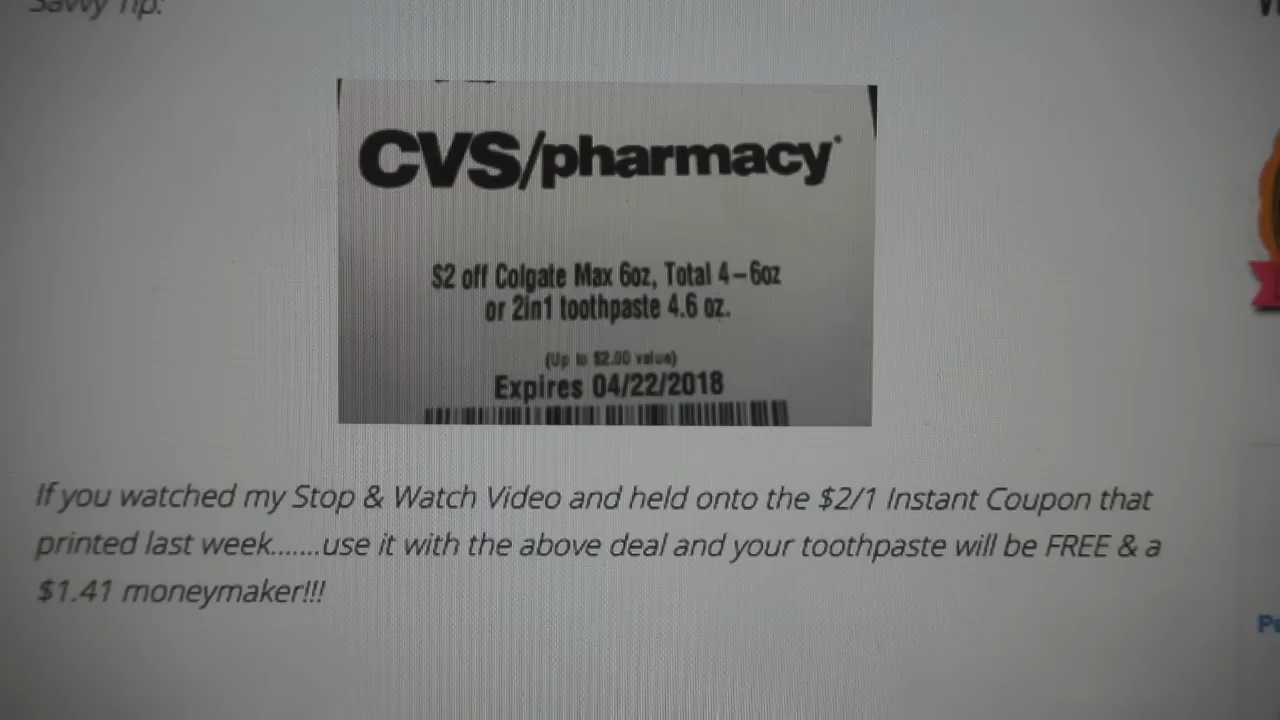 Savvy Tip:
CVS/pharmacy
$2 off Colgate Max 6oz, Total 4-6oz
or 2in1 toothpaste 4.6 oz.
(Up to $2.00 value)
Expires 04/22/2018
If you watched my Stop & Watch Video and held onto the $2/1 Instant Coupon that
printed last week.......use it with the above deal and your toothpaste will be FREE & a
$1.41 moneymaker!!!